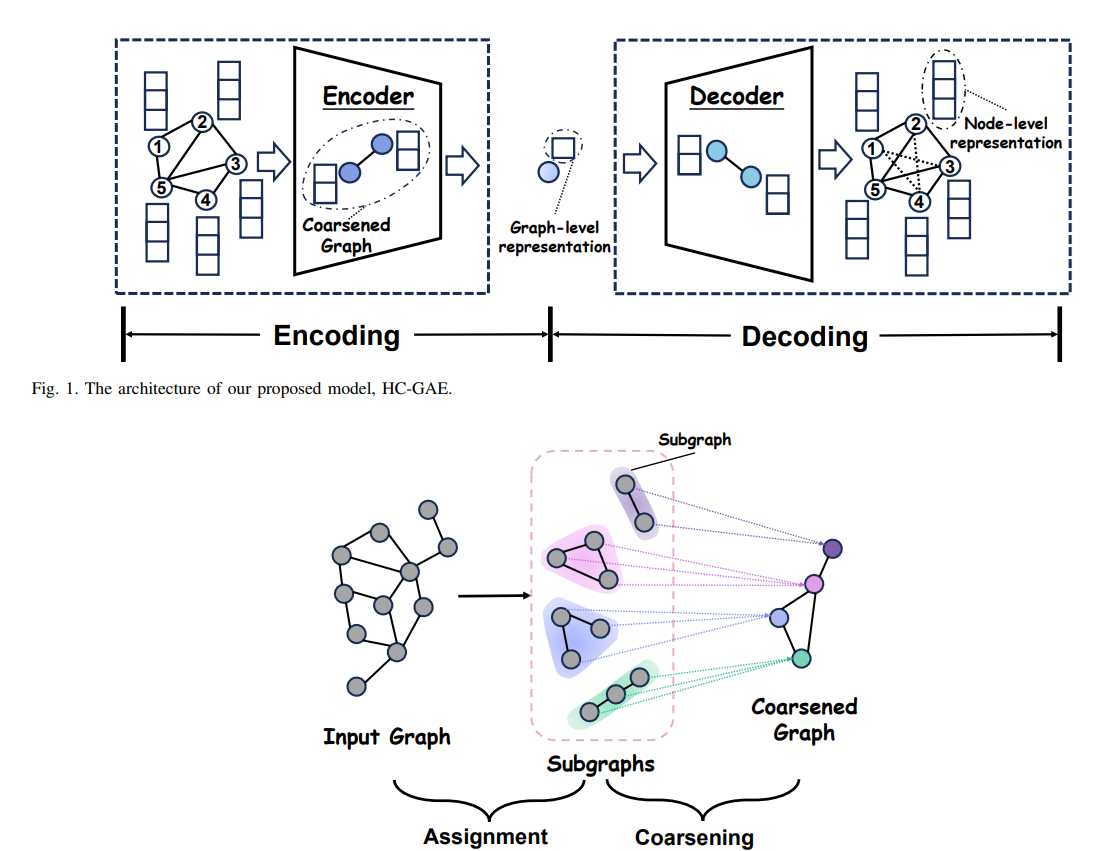 Encoder
Decoder
2
1
3
5
4
Coarsened
Graph
Graph-level
representation
2
1
3
5
4
Node-level
representation
Encoding
Decoding
Fig. 1. The architecture of our proposed model, HC-GAE.
Subgraph
Input Graph
Subgraphs
Coarsened
Graph
Assignment
Coarsening